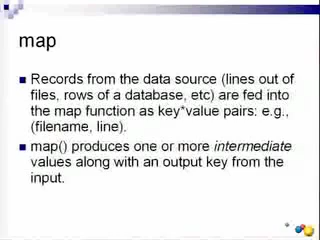 map
Records from the data source (lines out of
files, rows of a database, etc) are fed into
the map function as key*value pairs: e.g.,
(filename, line).
map() produces one or more intermediate
values along with an output key from the
input.